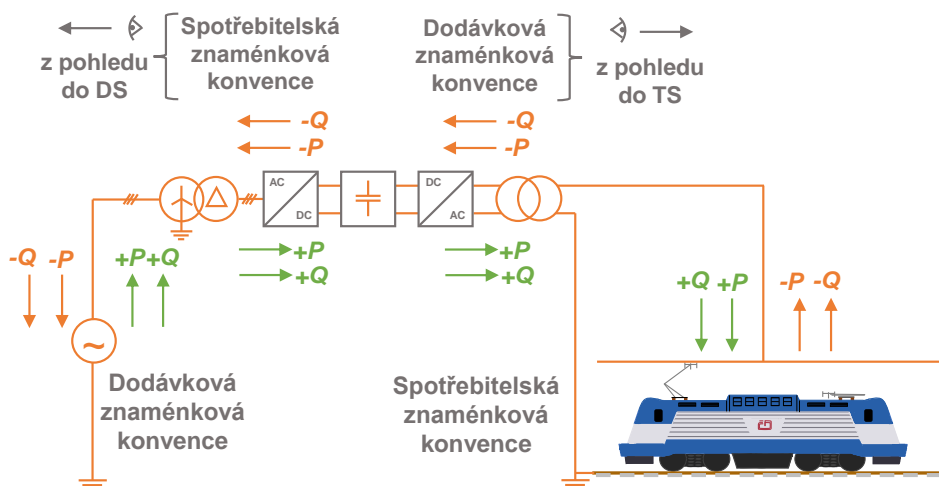 z pohledu
do DS
Spotřebitelská
znaménková
konvence
Dodávková
znaménková
konvence
z pohledu
do TS
-Q
-P
-Q
-P
AC
DC
DC
AC
+P
+Q
+P
+Q
-Q
-P
+P
+Q
~
+Q
+P
-P
-Q
Dodávková
znaménková
konvence
Spotřebitelská
znaménková
konvence